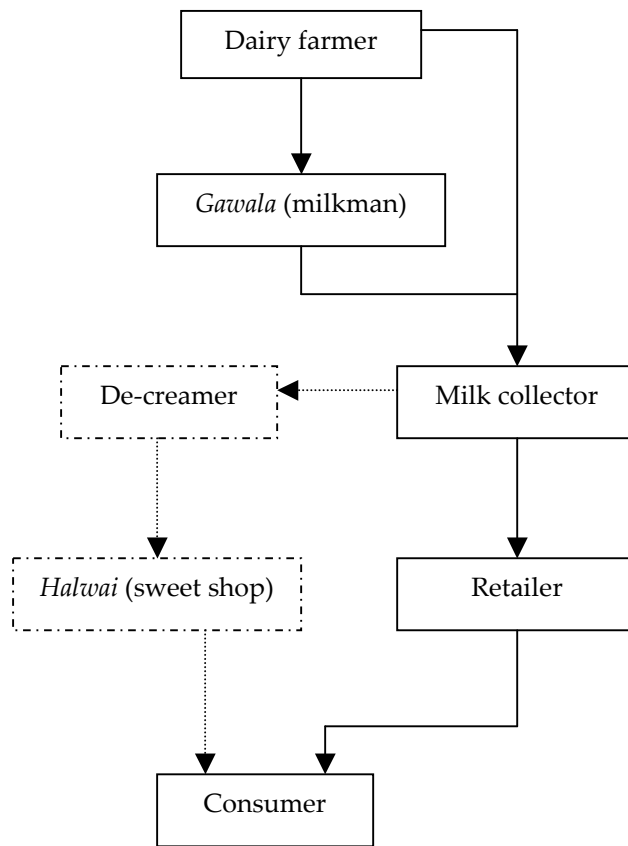 Dairy farmer
Gawala (milkman)
De-creamer
Milk collector
Halwai (sweet shop)
Retailer
Consumer